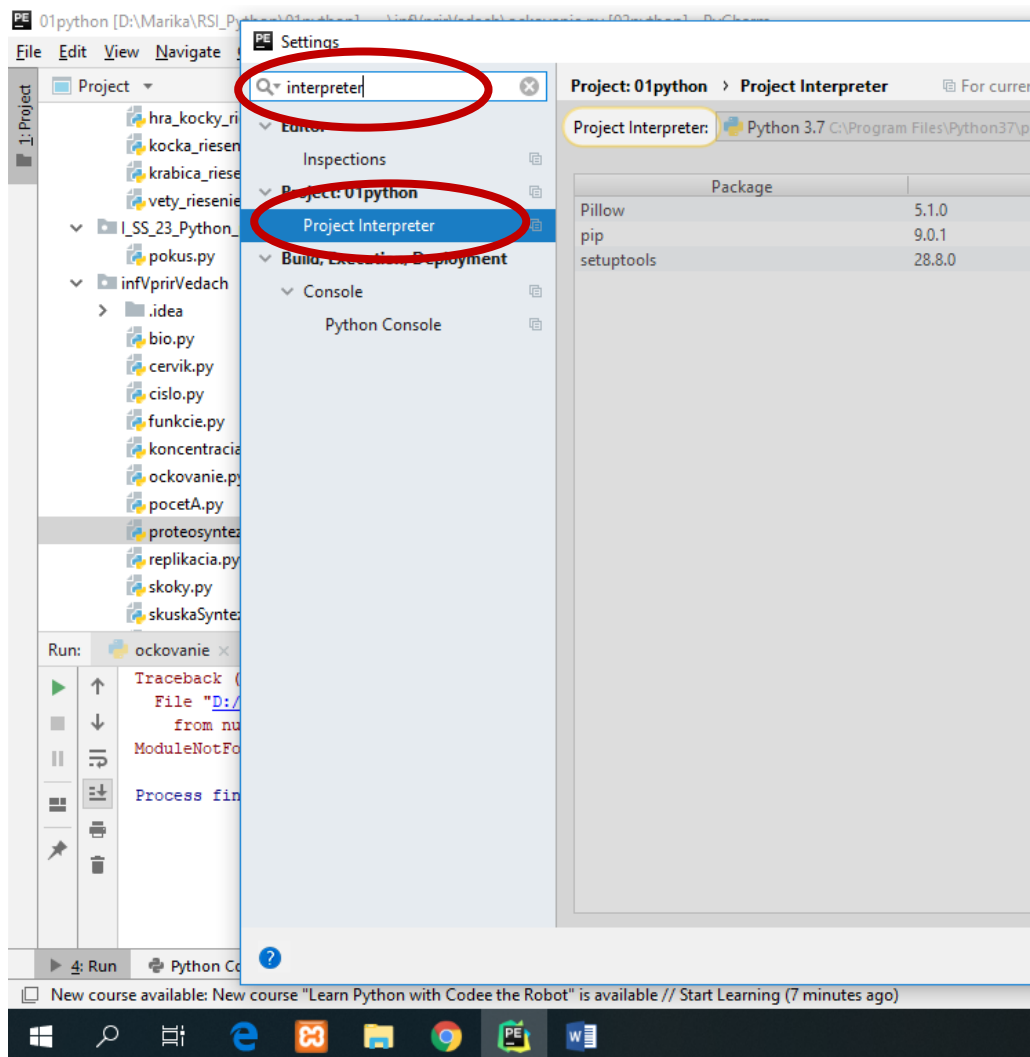 01python [D:\Marika\RSI_Python\01python] - ...\infVprirVedach\ockovanie.py [02python] - PyCharm
File Edit View Navigate
Settings
interpreter
Project
1: Project
hra_kocky_ri
kocka_riesen
krabica_riese
vety_riesenie
I_SS_23_Python_
pokus.py
infVprirVedach
.idea
bio.py
cervik.py
cislo.py
funkcie.py
koncentracia
ockovanie.py
pocetA.py
proteosyntez
replikacia.py
skoky.py
skuskaSyntez
Editor
Inspections
Project: 01python
Project Interpreter
Build, Execution, Deployment
Console
Python Console
Project: 01python › Project Interpreter For curren
Project Interpreter: Python 3.7 C:\Program Files\Python37\p
Package
Pillow 5.1.0
pip 9.0.1
setuptools 28.8.0
Run: ockovanie
Traceback (
File "D:/
from nu
ModuleNotFo
Process fin
4: Run Python Co
New course available: New course "Learn Python with Codee the Robot" is available // Start Learning (7 minutes ago)